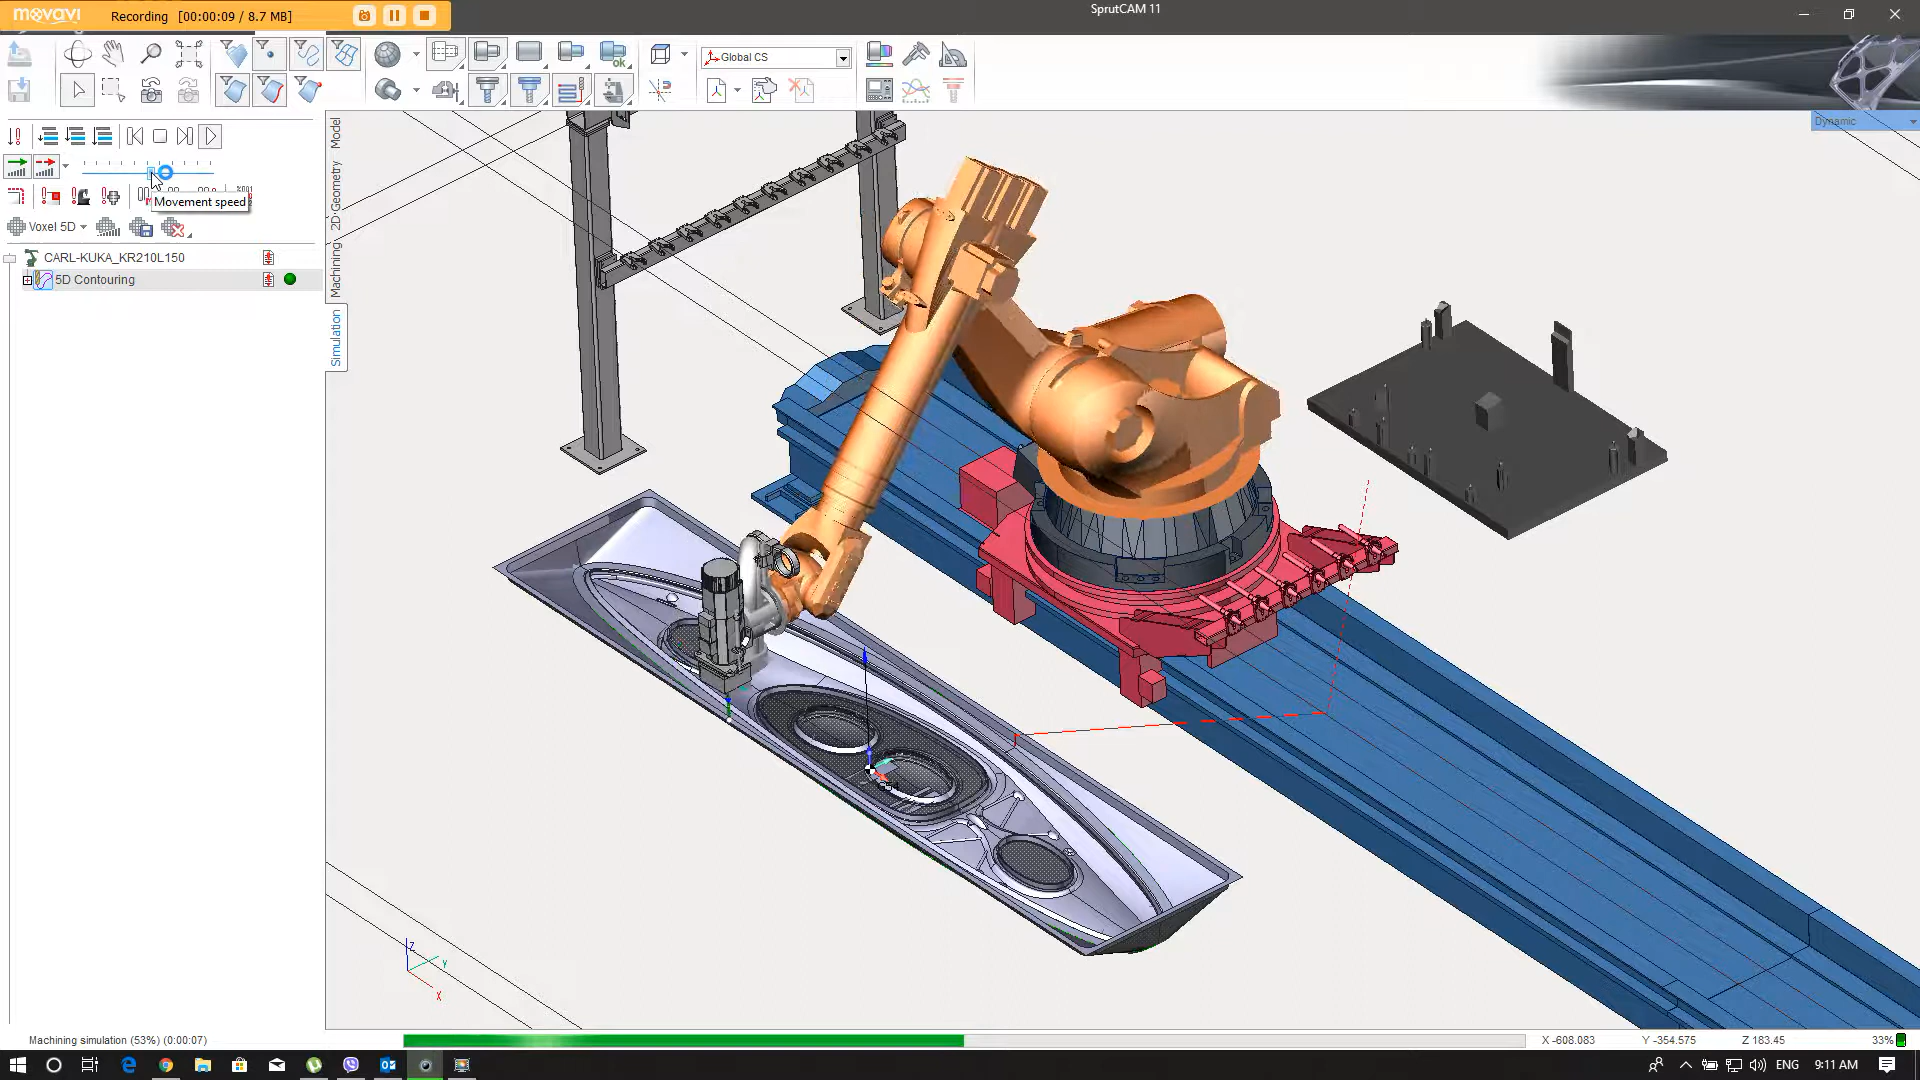 movavi
Recording [00:00:09 / 8.7 MB]
SprutCAM 11
ok
Global CS
Dynamic
Movement speed
Voxel 5D
CARL-KUKA_KR210L150
5D Contouring
Model
2D Geometry
Machining
Simulation
Z
Y
X
Machining simulation (53%) (0:00:07)
X -608.083
Y -354.575
Z 183.45
33%
ENG
9:11 AM